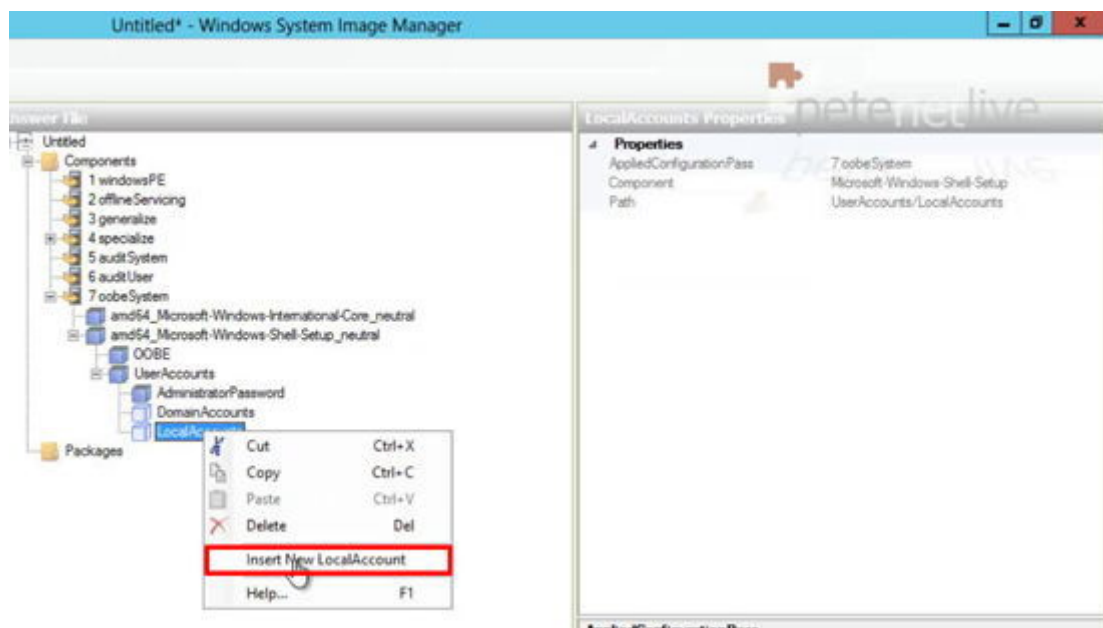 Untitled* - Windows System Image Manager
petenetlive
Answer File
LocalAccounts Properties
Untitled
Components
1 windowsPE
2 offlineServicing
3 generalize
4 specialize
5 auditSystem
6 auditUser
7 oobeSystem
amd64_Microsoft-Windows-International-Core_neutral
amd64_Microsoft-Windows-Shell-Setup_neutral
OOBE
UserAccounts
AdministratorPassword
DomainAccounts
Packages
Cut Ctrl+X
Copy Ctrl+C
Paste Ctrl+V
Delete Del
Insert New LocalAccount
Help... F1
Properties
AppliedConfigurationPass 7 oobeSystem
Component Microsoft-Windows-Shell-Setup
Path UserAccounts/LocalAccounts